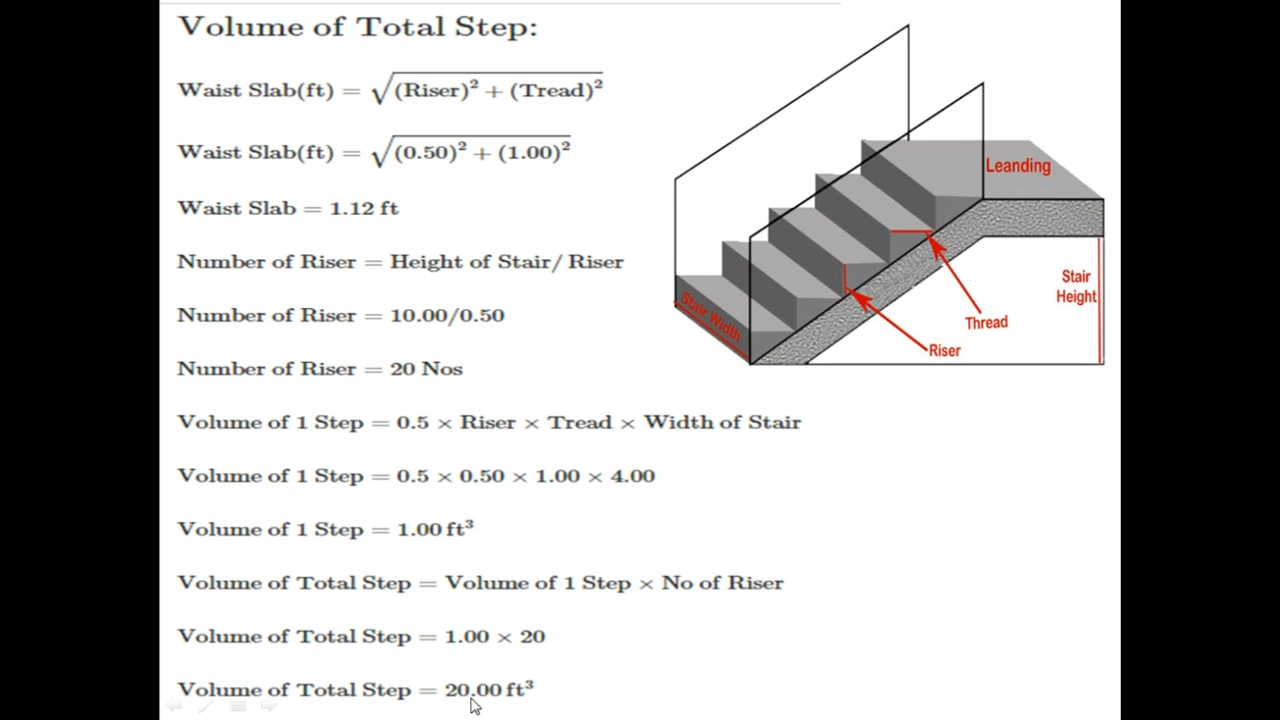 Volume of Total Step:
Waist Slab(ft) = √(Riser)² + (Tread)²
Waist Slab(ft) = √(0.50)² + (1.00)²
Waist Slab = 1.12 ft
Number of Riser = Height of Stair/ Riser
Number of Riser = 10.00/0.50
Number of Riser = 20 Nos
Volume of 1 Step = 0.5 × Riser × Tread × Width of Stair
Volume of 1 Step = 0.5 × 0.50 × 1.00 × 4.00
Volume of 1 Step = 1.00 ft³
Volume of Total Step = Volume of 1 Step × No of Riser
Volume of Total Step = 1.00 × 20
Volume of Total Step = 20.00 ft³
Leanding
Stair
Height
Thread
Riser
Stair Width